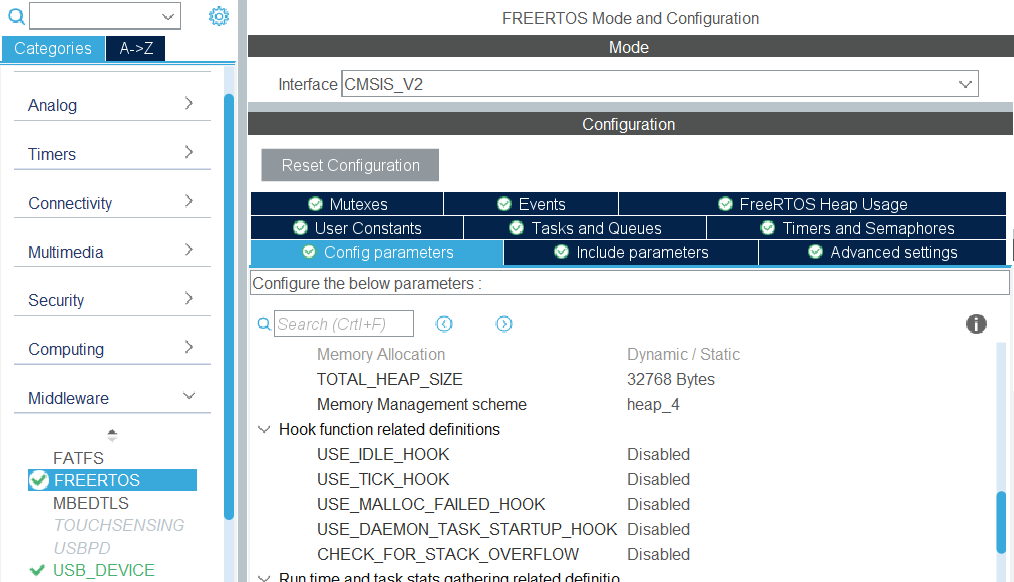 Categories
A->Z
Analog
Timers
Connectivity
Multimedia
Security
Computing
Middleware
FATFS
FREERTOS
MBEDTLS
TOUCHSENSING
USBPD
USB_DEVICE
FREERTOS Mode and Configuration
Mode
Interface CMSIS_V2
Configuration
Reset Configuration
Mutexes Events FreeRTOS Heap Usage
User Constants Tasks and Queues Timers and Semaphores
Config parameters Include parameters Advanced settings
Configure the below parameters :
Search (Crtl+F)
Memory Allocation Dynamic / Static
TOTAL_HEAP_SIZE 32768 Bytes
Memory Management scheme heap_4
Hook function related definitions
USE_IDLE_HOOK Disabled
USE_TICK_HOOK Disabled
USE_MALLOC_FAILED_HOOK Disabled
USE_DAEMON_TASK_STARTUP_HOOK Disabled
CHECK_FOR_STACK_OVERFLOW Disabled
Run time and task stats gathering related definitio